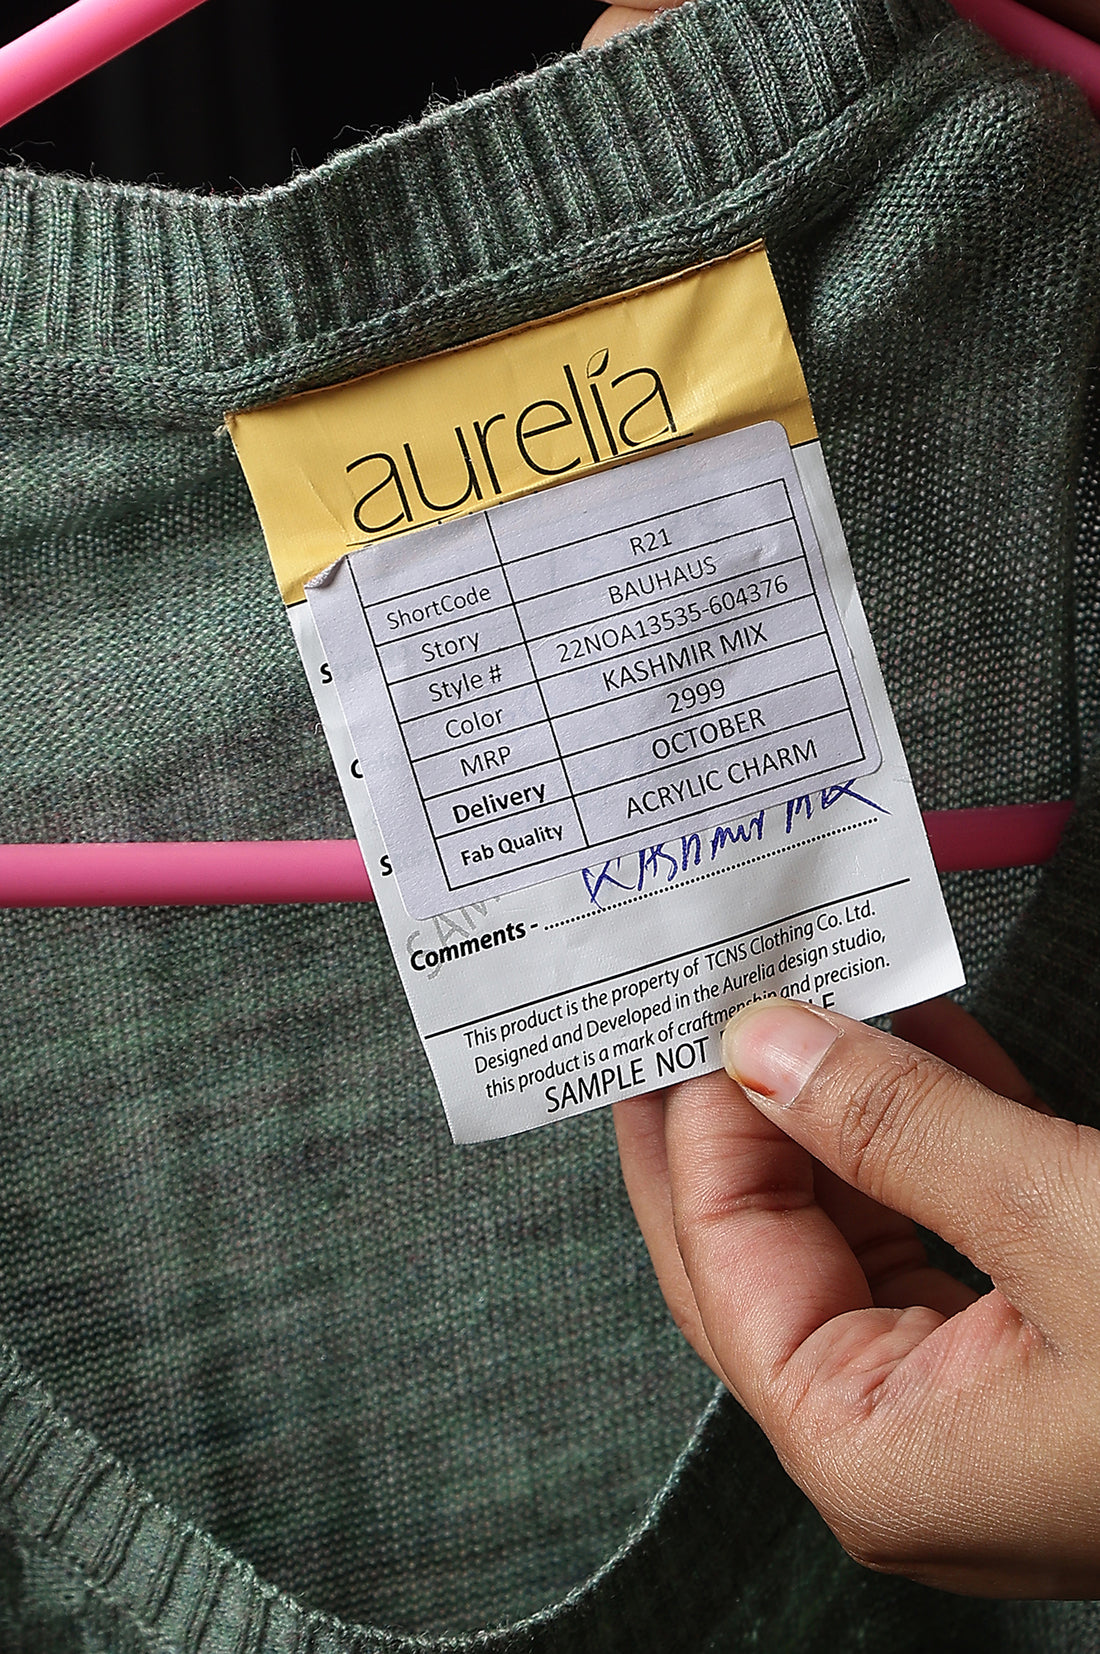 aurelia
R21
ShortCode BAUHAUS
Story 22NOA13535-604376
Style # KASHMIR MIX
Color 2999
MRP OCTOBER
Delivery ACRYLIC CHARM
Fab Quality
S
S
Kashmir Mix
Comments -
This product is the property of TCNS Clothing Co. Ltd.
Designed and Developed in the Aurelia design studio,
this product is a mark of craftmenship and precision.
SAMPLE NOT